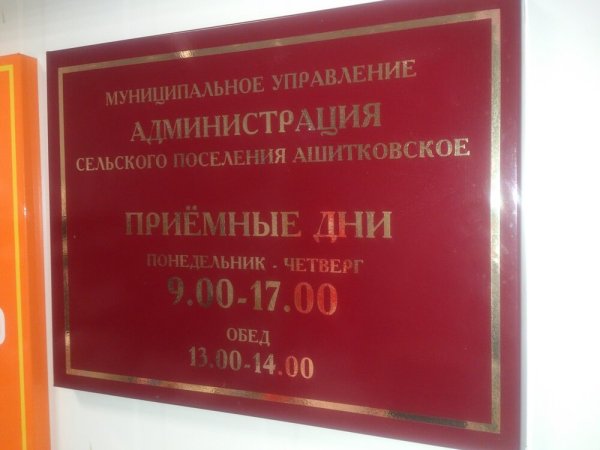 МУНИЦИПАЛЬНОЕ УПРАВЛЕНИЕ
АДМИНИСТРАЦИЯ
СЕЛЬСКОГО ПОСЕЛЕНИЯ АШИТКОВСКОЕ
ПРИЁМНЫЕ ДНИ
ПОНЕДЕЛЬНИК - ЧЕТВЕРГ
9.00-17.00
ОБЕД
13.00-14.00